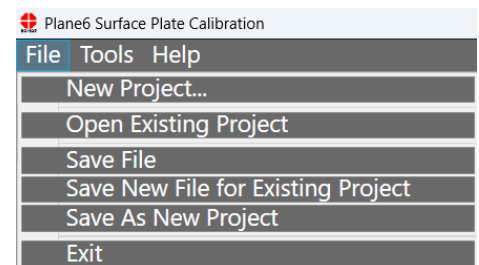 Plane6 Surface Plate Calibration
File Tools Help
New Project...
Open Existing Project
Save File
Save New File for Existing Project
Save As New Project
Exit